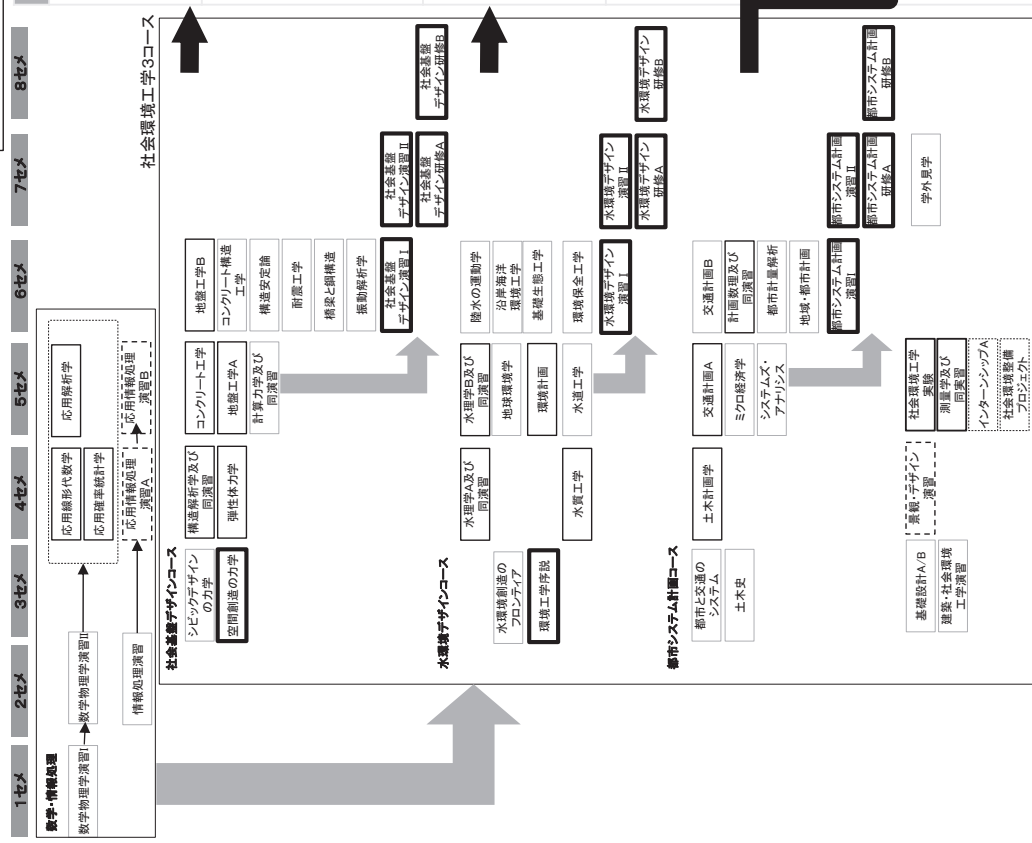 1セメ
2セメ
3セメ
4セメ
5セメ
6セメ
7セメ
8セメ
数学・情報処理
数学物理学演習Ⅰ
数学物理学演習Ⅱ
情報処理演習
応用線形代数学
応用確率統計学
応用情報処理
演習A
応用解析学
応用情報処理
演習B
社会環境工学3コース
社会基盤デザインコース
シビックデザイン
の力学
空間創造の力学
構造解析学及び
同演習
弾性体力学
コンクリート工学
地盤工学A
計算力学及び
同演習
地盤工学B
コンクリート構造
工学
構造安定論
耐震工学
橋梁と鋼構造
振動解析学
社会基盤
デザイン演習Ⅰ
社会基盤
デザイン演習Ⅱ
社会基盤
デザイン研修A
社会基盤
デザイン研修B
水環境デザインコース
水環境創造の
フロンティア
環境工学序説
水理学A及び
同演習
水質工学
水理学B及び
同演習
地球環境学
環境計画
水道工学
陸水の運動学
沿岸海洋
環境工学
基礎生態工学
環境保全工学
水環境デザイン
演習Ⅰ
水環境デザイン
演習Ⅱ
水環境デザイン
研修A
水環境デザイン
研修B
都市システム計画コース
都市と交通の
システム
土木史
土木計画学
交通計画A
ミクロ経済学
システムズ・
アナリシス
交通計画B
計画数理及び
同演習
都市計量解析
地域・都市計画
都市システム計画
演習Ⅰ
都市システム計画
演習Ⅱ
都市システム計画
研修A
都市システム計画
研修B
基礎設計A/B
建築・社会環境
工学演習
景観・デザイン
演習
社会環境工学
実験
測量学及び
同実習
インターンシップA
社会環境整備
プロジェクト
学外見学